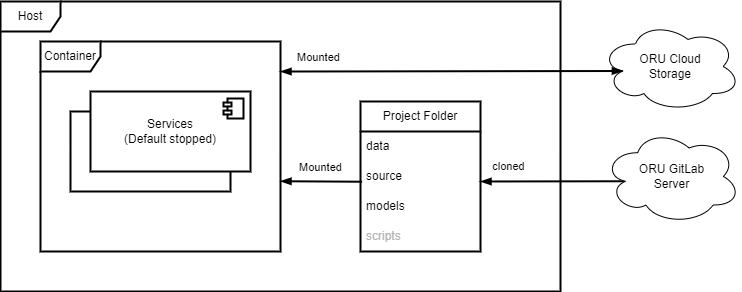 Host
Container
Mounted
ORU Cloud
Storage
Services
(Default stopped)
Project Folder
data
source
models
scripts
Mounted
cloned
ORU GitLab
Server